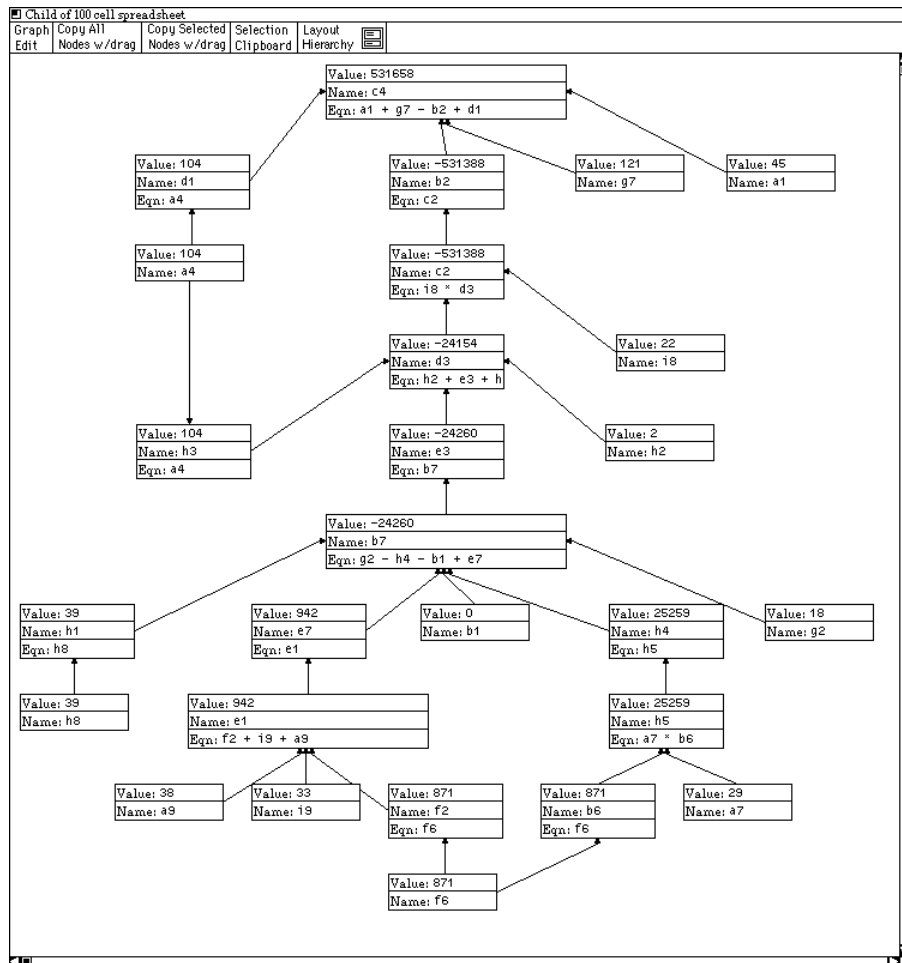 Child of 100 cell spreadsheet
Graph Edit
Copy All Nodes w/drag
Copy Selected Nodes w/drag
Selection Clipboard
Layout Hierarchy
Value: 531658
Name: c4
Eqn: a1 + g7 - b2 + d1
Value: 104
Name: d1
Eqn: a4
Value: -531388
Name: b2
Eqn: c2
Value: 121
Name: g7
Value: 45
Name: a1
Value: 104
Name: a4
Value: -531388
Name: c2
Eqn: i8 * d3
Value: -24154
Name: d3
Eqn: h2 + e3 + h
Value: 22
Name: i8
Value: 104
Name: h3
Eqn: a4
Value: -24260
Name: e3
Eqn: b7
Value: 2
Name: h2
Value: -24260
Name: b7
Eqn: g2 - h4 - b1 + e7
Value: 39
Name: h1
Eqn: h8
Value: 942
Name: e7
Eqn: e1
Value: 0
Name: b1
Value: 25259
Name: h4
Eqn: h5
Value: 18
Name: g2
Value: 39
Name: h8
Value: 942
Name: e1
Eqn: f2 + i9 + a9
Value: 25259
Name: h5
Eqn: a7 * b6
Value: 38
Name: a9
Value: 33
Name: i9
Value: 871
Name: f2
Eqn: f6
Value: 871
Name: b6
Eqn: f6
Value: 29
Name: a7
Value: 871
Name: f6